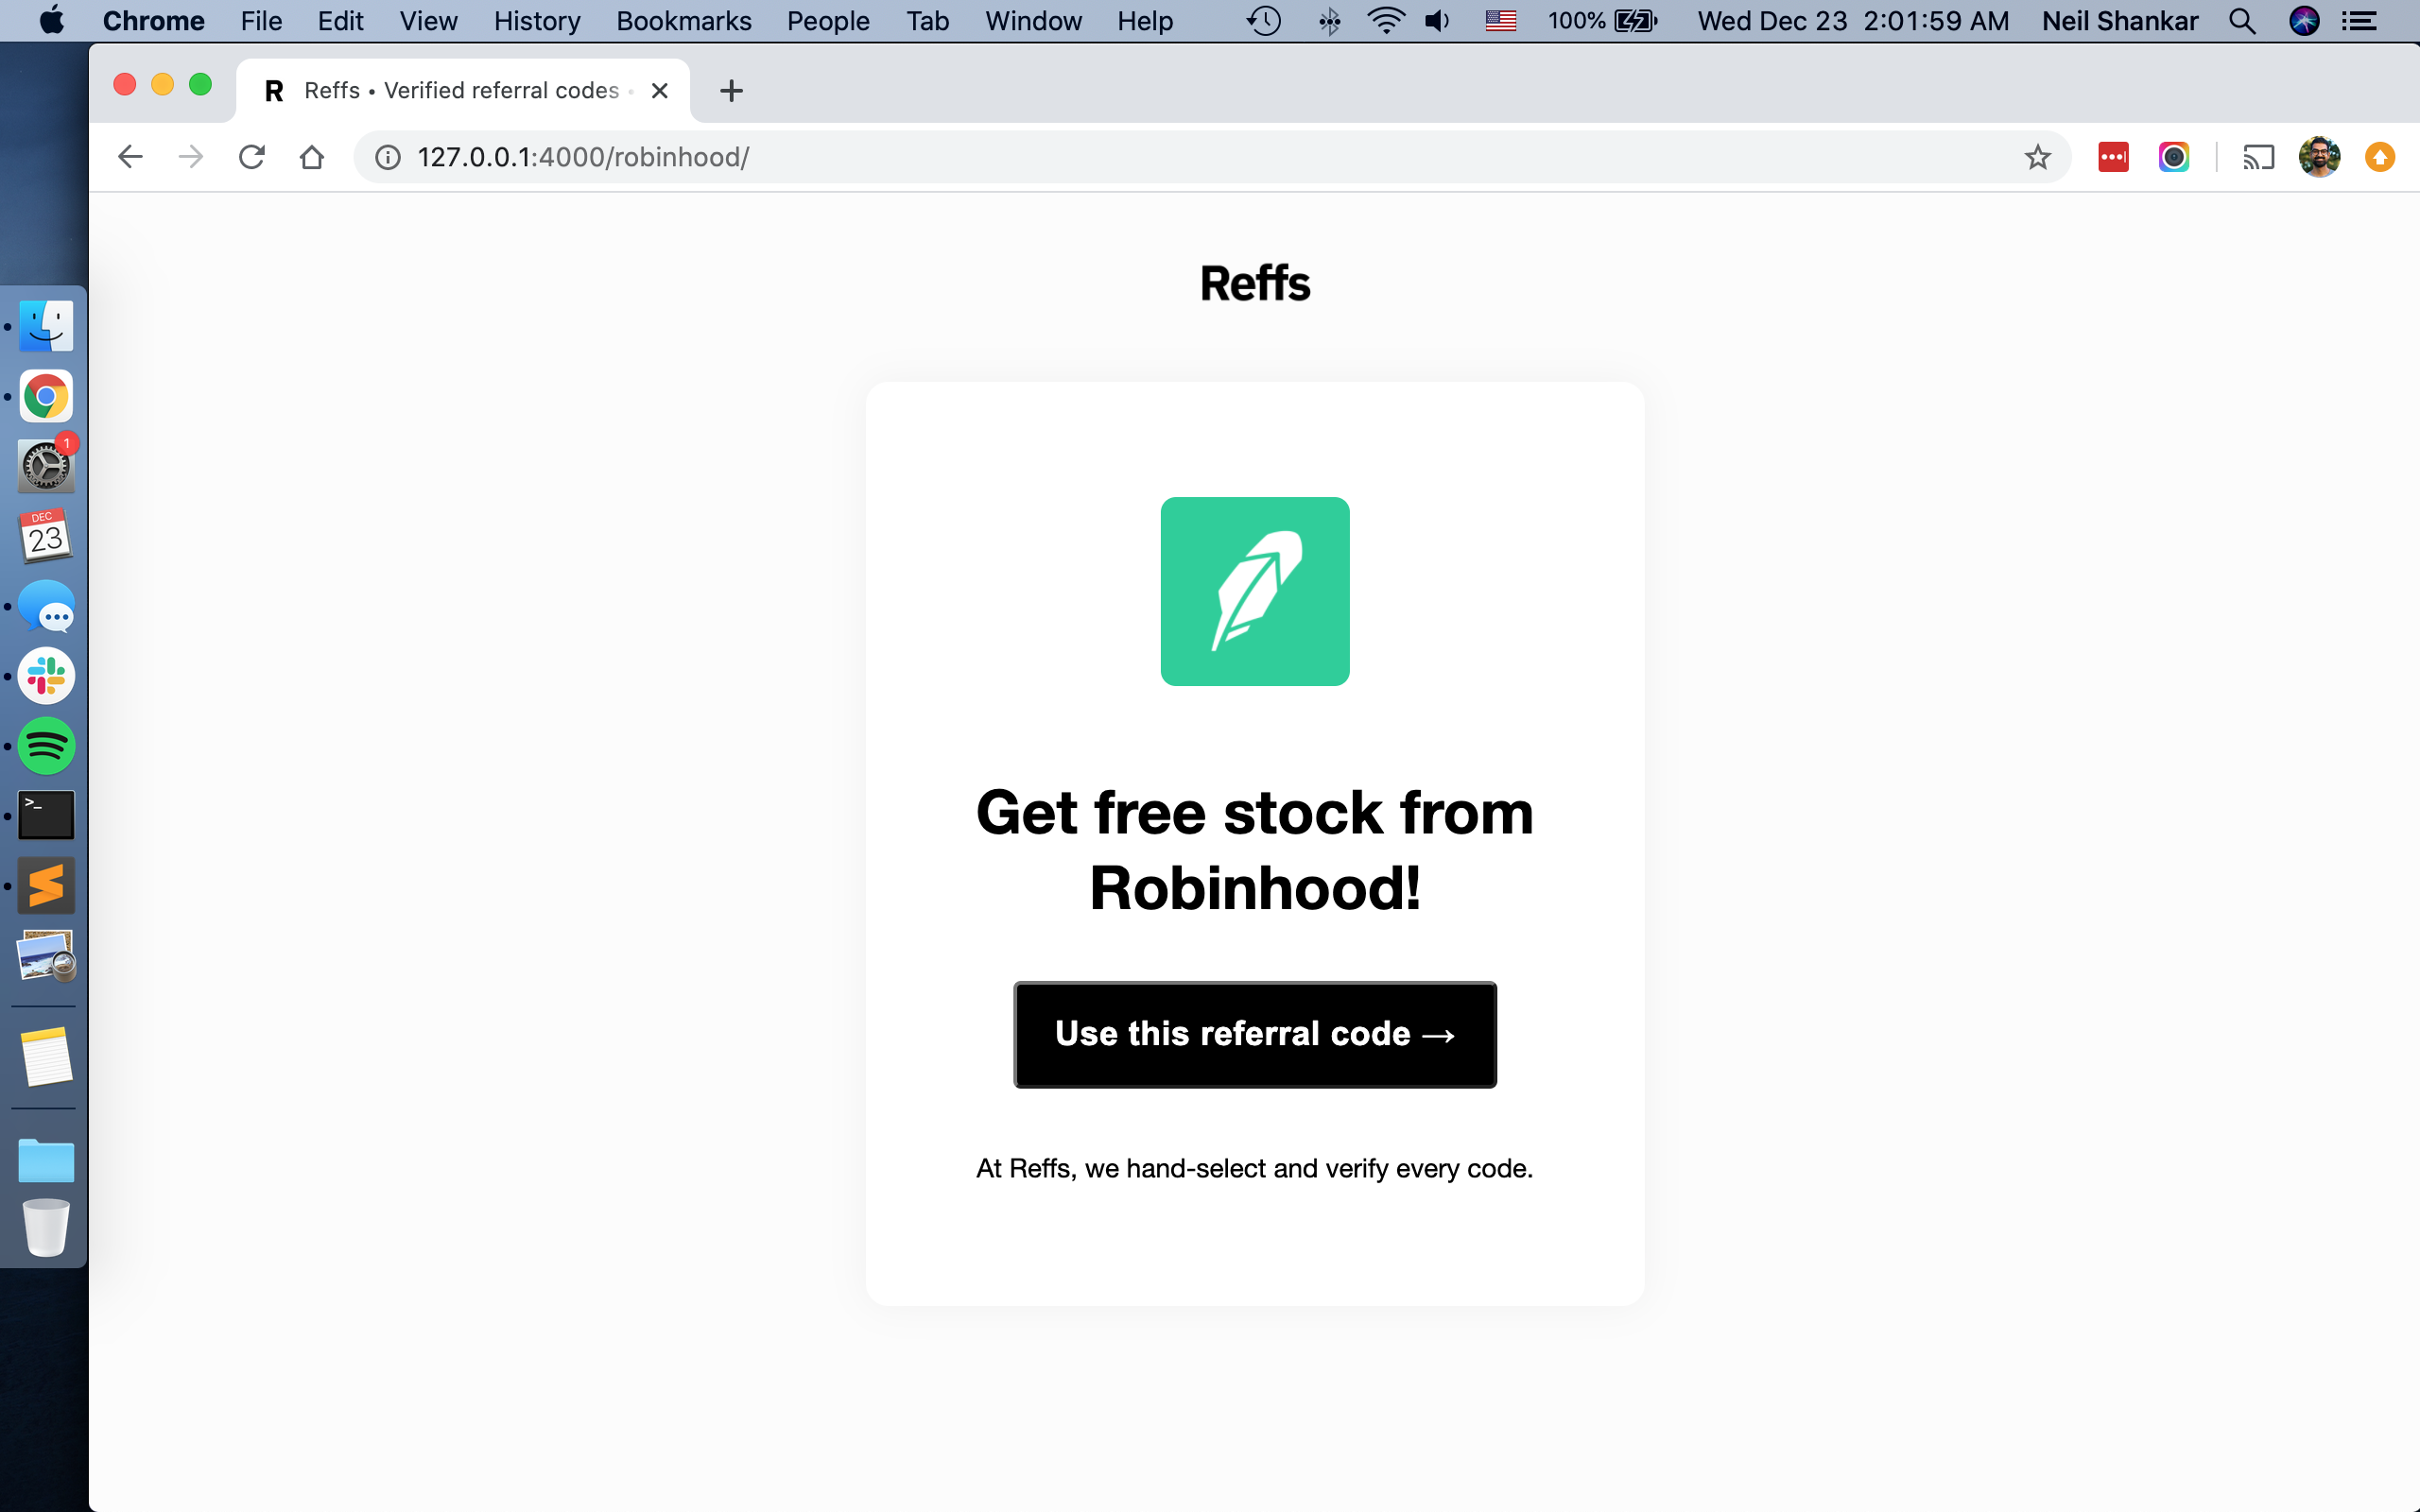 Chrome File Edit View History Bookmarks People Tab Window Help 100% Wed Dec 23 2:01:59 AM Neil Shankar
R Reffs • Verified referral codes •
127.0.0.1:4000/robinhood/
Reffs
1
DEC
23
>_
Get free stock from
Robinhood!
Use this referral code →
At Reffs, we hand-select and verify every code.